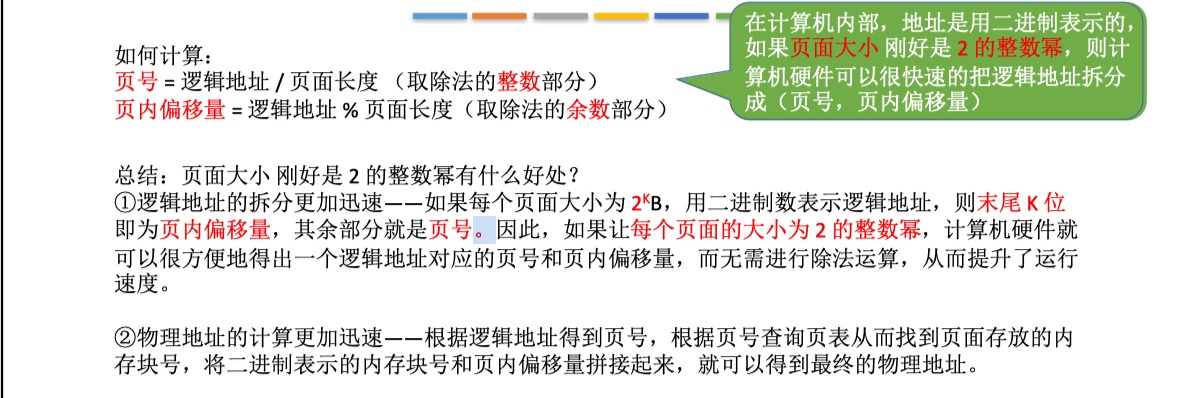 在计算机内部，地址是用二进制表示的，
如果页面大小 刚好是 2 的整数幂，则计
算机硬件可以很快速的把逻辑地址拆分
成（页号，页内偏移量）
如何计算：
页号 = 逻辑地址 / 页面长度 （取除法的整数部分）
页内偏移量 = 逻辑地址 % 页面长度（取除法的余数部分）
总结：页面大小 刚好是 2 的整数幂有什么好处？
①逻辑地址的拆分更加迅速——如果每个页面大小为 2ᴷB，用二进制数表示逻辑地址，则末尾 K 位
即为页内偏移量，其余部分就是页号。因此，如果让每个页面的大小为 2 的整数幂，计算机硬件就
可以很方便地得出一个逻辑地址对应的页号和页内偏移量，而无需进行除法运算，从而提升了运行
速度。
②物理地址的计算更加迅速——根据逻辑地址得到页号，根据页号查询页表从而找到页面存放的内
存块号，将二进制表示的内存块号和页内偏移量拼接起来，就可以得到最终的物理地址。